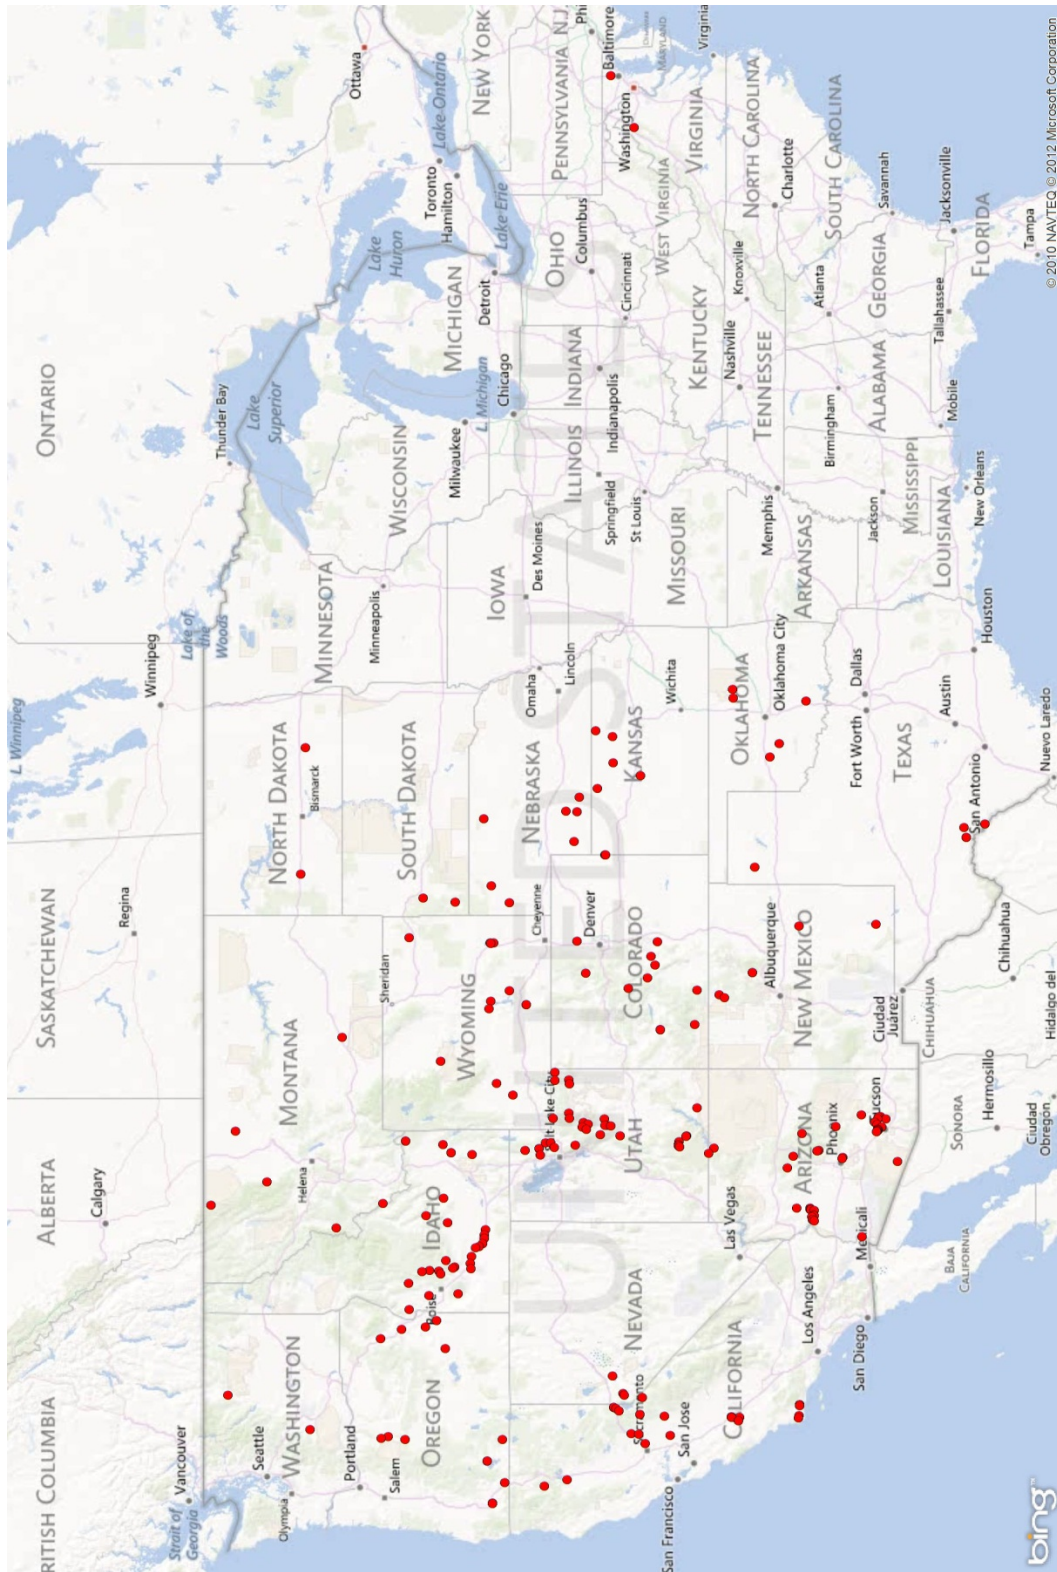 RITISH COLUMBIA
ALBERTA
SASKATCHEWAN
L. Winnipeg
ONTARIO
Calgary
Regina
Winnipeg
Vancouver
Strait of
Georgia
Lake of
the
Woods
Thunder Bay
Seattle
Olympia
WASHINGTON
Helena
MONTANA
NORTH DAKOTA
Bismarck
MINNESOTA
Lake
Superior
Ottawa
Portland
Salem
OREGON
IDAHO
Boise
Sheridan
WYOMING
SOUTH DAKOTA
Minneapolis
WISCONSIN
Milwaukee
L. Michigan
MICHIGAN
Lake
Huron
Toronto
Hamilton
Lake Ontario
NEW YORK
Detroit
Lake Erie
Chicago
IOWA
Des Moines
Omaha
Lincoln
NEBRASKA
Cheyenne
Salt Lake City
UNITED STATES O
NEVADA
UTAH
Denver
COLORADO
KANSAS
Wichita
MISSOURI
St Louis
Springfield
ILLINOIS
INDIANA
Indianapolis
OHIO
Columbus
Cincinnati
PENNSYLVANIA
N.J.
Phi
Baltimore
MARYLAND
Washington
WEST VIRGINIA
VIRGINIA
Virginia
Sacramento
San Francisco
San Jose
CALIFORNIA
Las Vegas
Los Angeles
San Diego
Mexicali
BAJA
CALIFORNIA
ARIZONA
Phoenix
Tucson
Albuquerque
NEW MEXICO
OKLAHOMA
Oklahoma City
ARKANSAS
Memphis
TENNESSEE
Nashville
KENTUCKY
Knoxville
NORTH CAROLINA
Charlotte
SOUTH CAROLINA
Atlanta
GEORGIA
Savannah
Birmingham
ALABAMA
MISSISSIPPI
Jackson
LOUISIANA
New Orleans
Mobile
Tallahassee
Jacksonville
FLORIDA
Tampa
Fort Worth
Dallas
TEXAS
Austin
Houston
San Antonio
Nuevo Laredo
Ciudad
Juarez
CHIHUAHUA
Chihuahua
SONORA
Hermosillo
Ciudad
Obregón
Hidalgo del
bing
© 2010 NAVTEQ © 2012 Microsoft Corporation